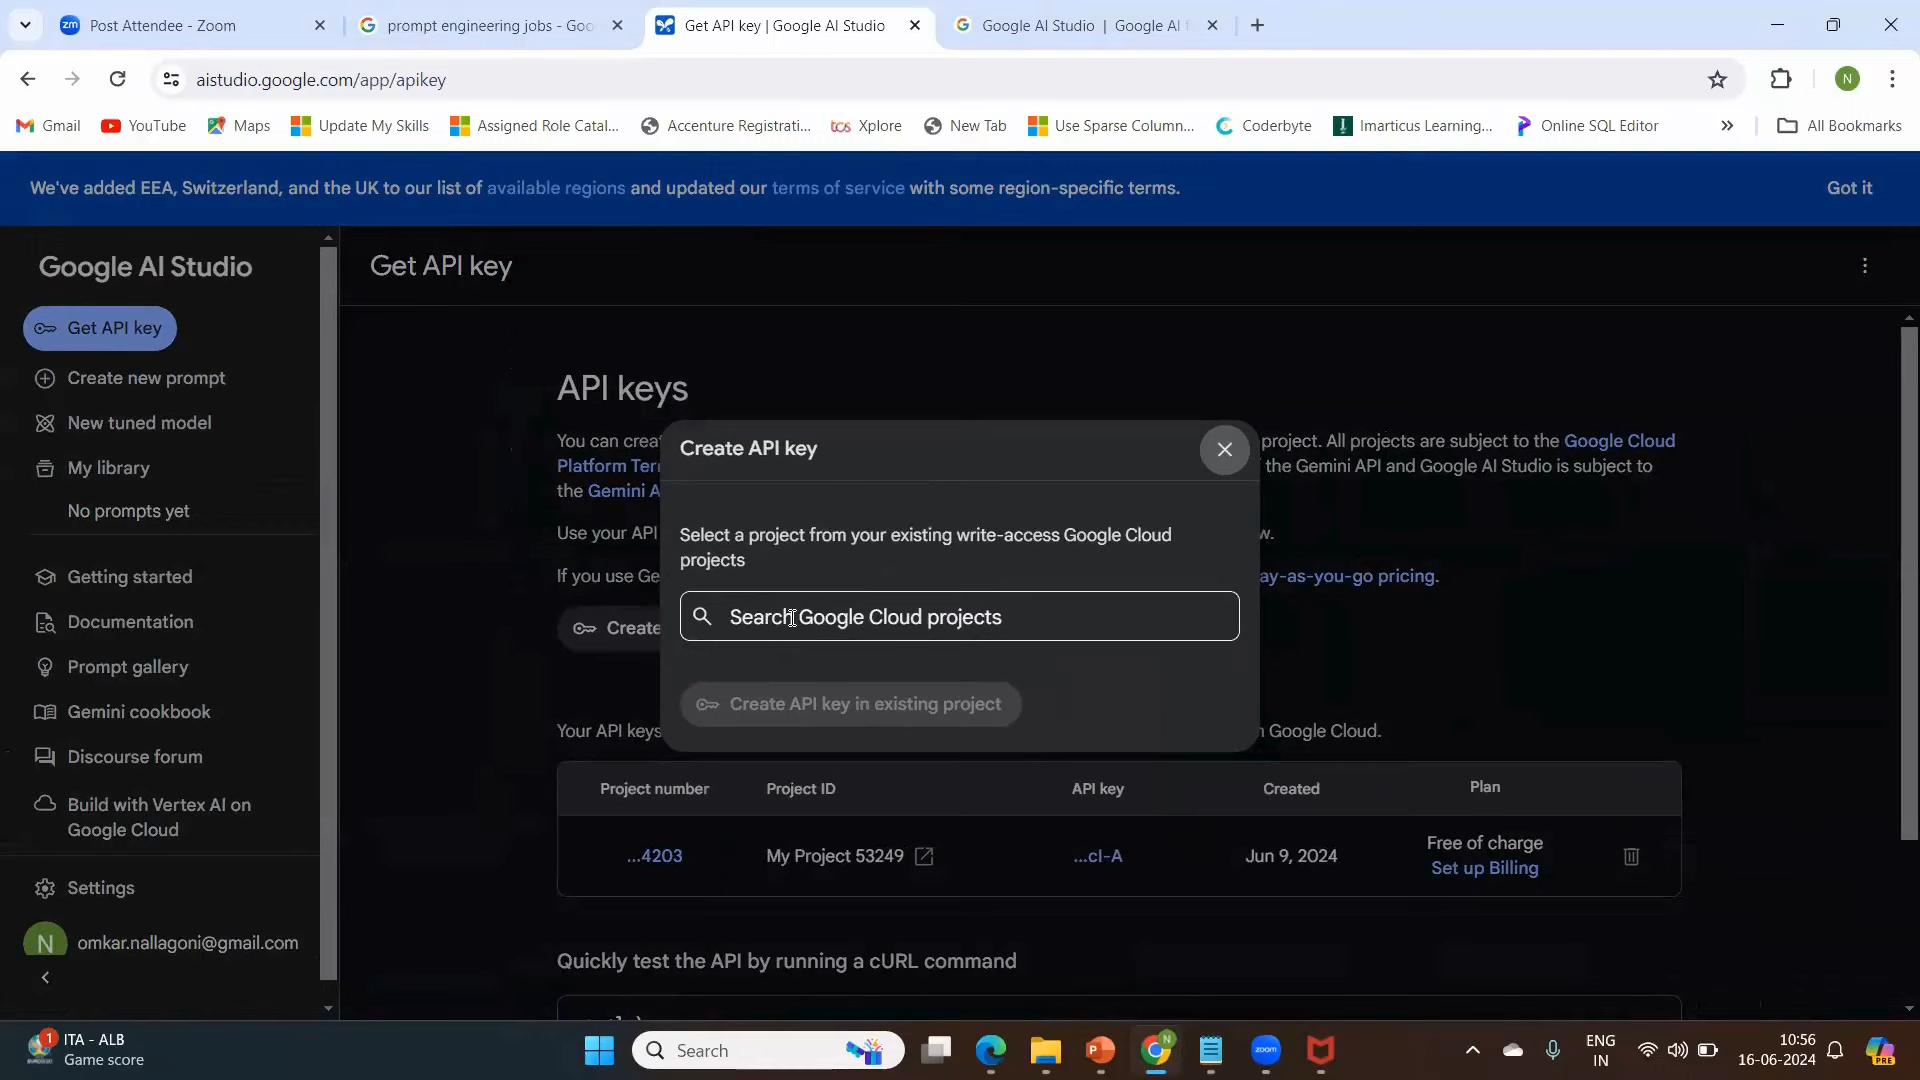 Post Attendee - Zoom
prompt engineering jobs - Goo
Get API key | Google AI Studio
Google AI Studio | Google AI f
aistudio.google.com/app/apikey
N
Gmail
YouTube
Maps
Update My Skills
Assigned Role Catal...
Accenture Registrati...
Xplore
New Tab
Use Sparse Column...
Coderbyte
Imarticus Learning...
Online SQL Editor
All Bookmarks
We've added EEA, Switzerland, and the UK to our list of available regions and updated our terms of service with some region-specific terms.
Got it
Google AI Studio
Get API key
Create new prompt
New tuned model
My library
No prompts yet
Getting started
Documentation
Prompt gallery
Gemini cookbook
Discourse forum
Build with Vertex AI on
Google Cloud
Settings
N
omkar.nallagoni@gmail.com
Get API key
API keys
You can creat project. All projects are subject to the Google Cloud
Platform Ter the Gemini API and Google AI Studio is subject to
the Gemini A
Use your API w.
If you use Ge ay-as-you-go pricing.
Create
Create API key
Select a project from your existing write-access Google Cloud
projects
Search Google Cloud projects
Create API key in existing project
Your API keys Google Cloud.
Project number Project ID API key Created Plan
...4203 My Project 53249 ...cI-A Jun 9, 2024 Free of charge
Set up Billing
Quickly test the API by running a cURL command
1
ITA - ALB
Game score
Search
zoom
ENG
IN
10:56
16-06-2024
PRE